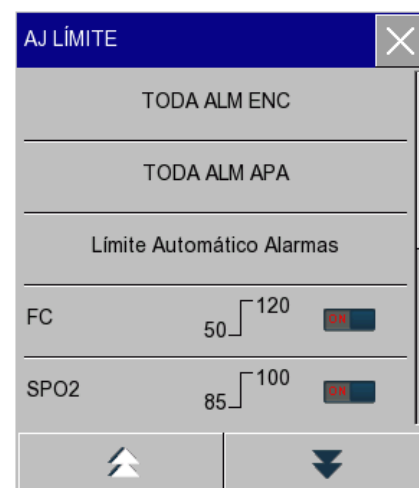 AJ LÍMITE
TODA ALM ENC
TODA ALM APA
Límite Automático Alarmas
FC 50 120 ON
SPO2 85 100 ON